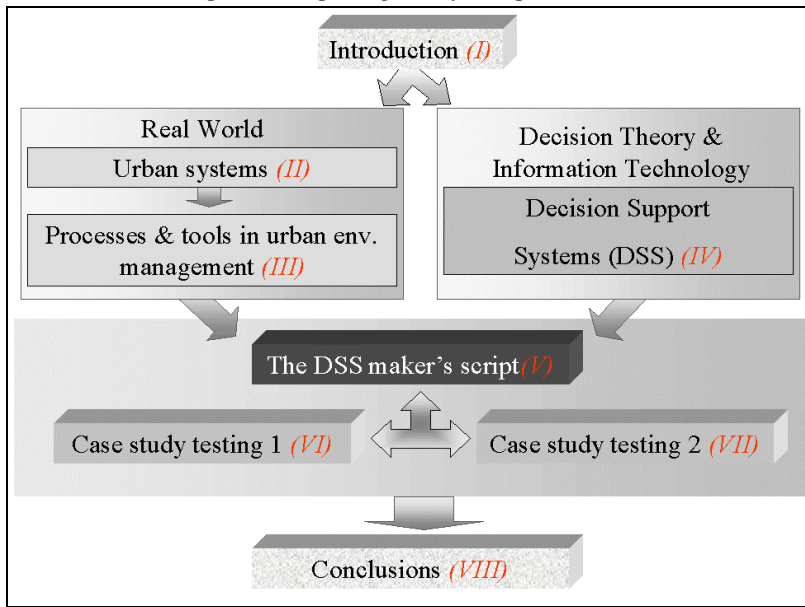 Introduction (I)
Real World
Urban systems (II)
Processes & tools in urban env.
management (III)
Decision Theory &
Information Technology
Decision Support
Systems (DSS) (IV)
The DSS maker's script(V)
Case study testing 1 (VI)
Case study testing 2 (VII)
Conclusions (VIII)